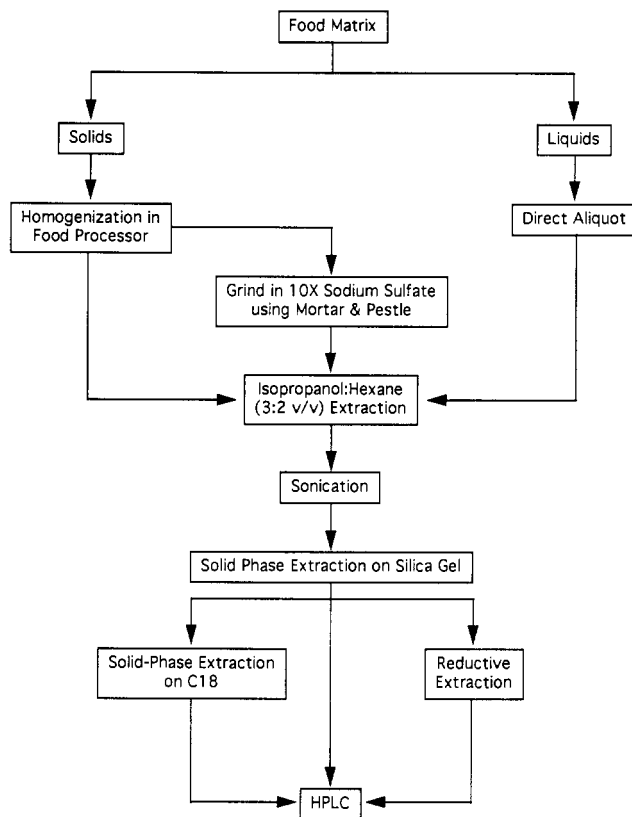 Food Matrix
Solids
Liquids
Homogenization in
Food Processor
Direct Aliquot
Grind in 10X Sodium Sulfate
using Mortar & Pestle
Isopropanol:Hexane
(3:2 v/v) Extraction
Sonication
Solid Phase Extraction on Silica Gel
Solid-Phase Extraction
on C18
Reductive
Extraction
HPLC